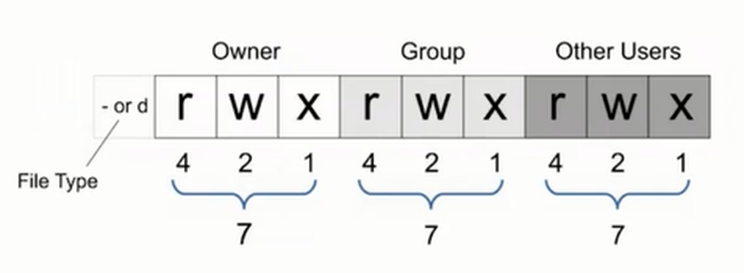 Owner Group Other Users
- or d r w x r w x r w x
4 2 1 4 2 1 4 2 1
File Type
7 7 7